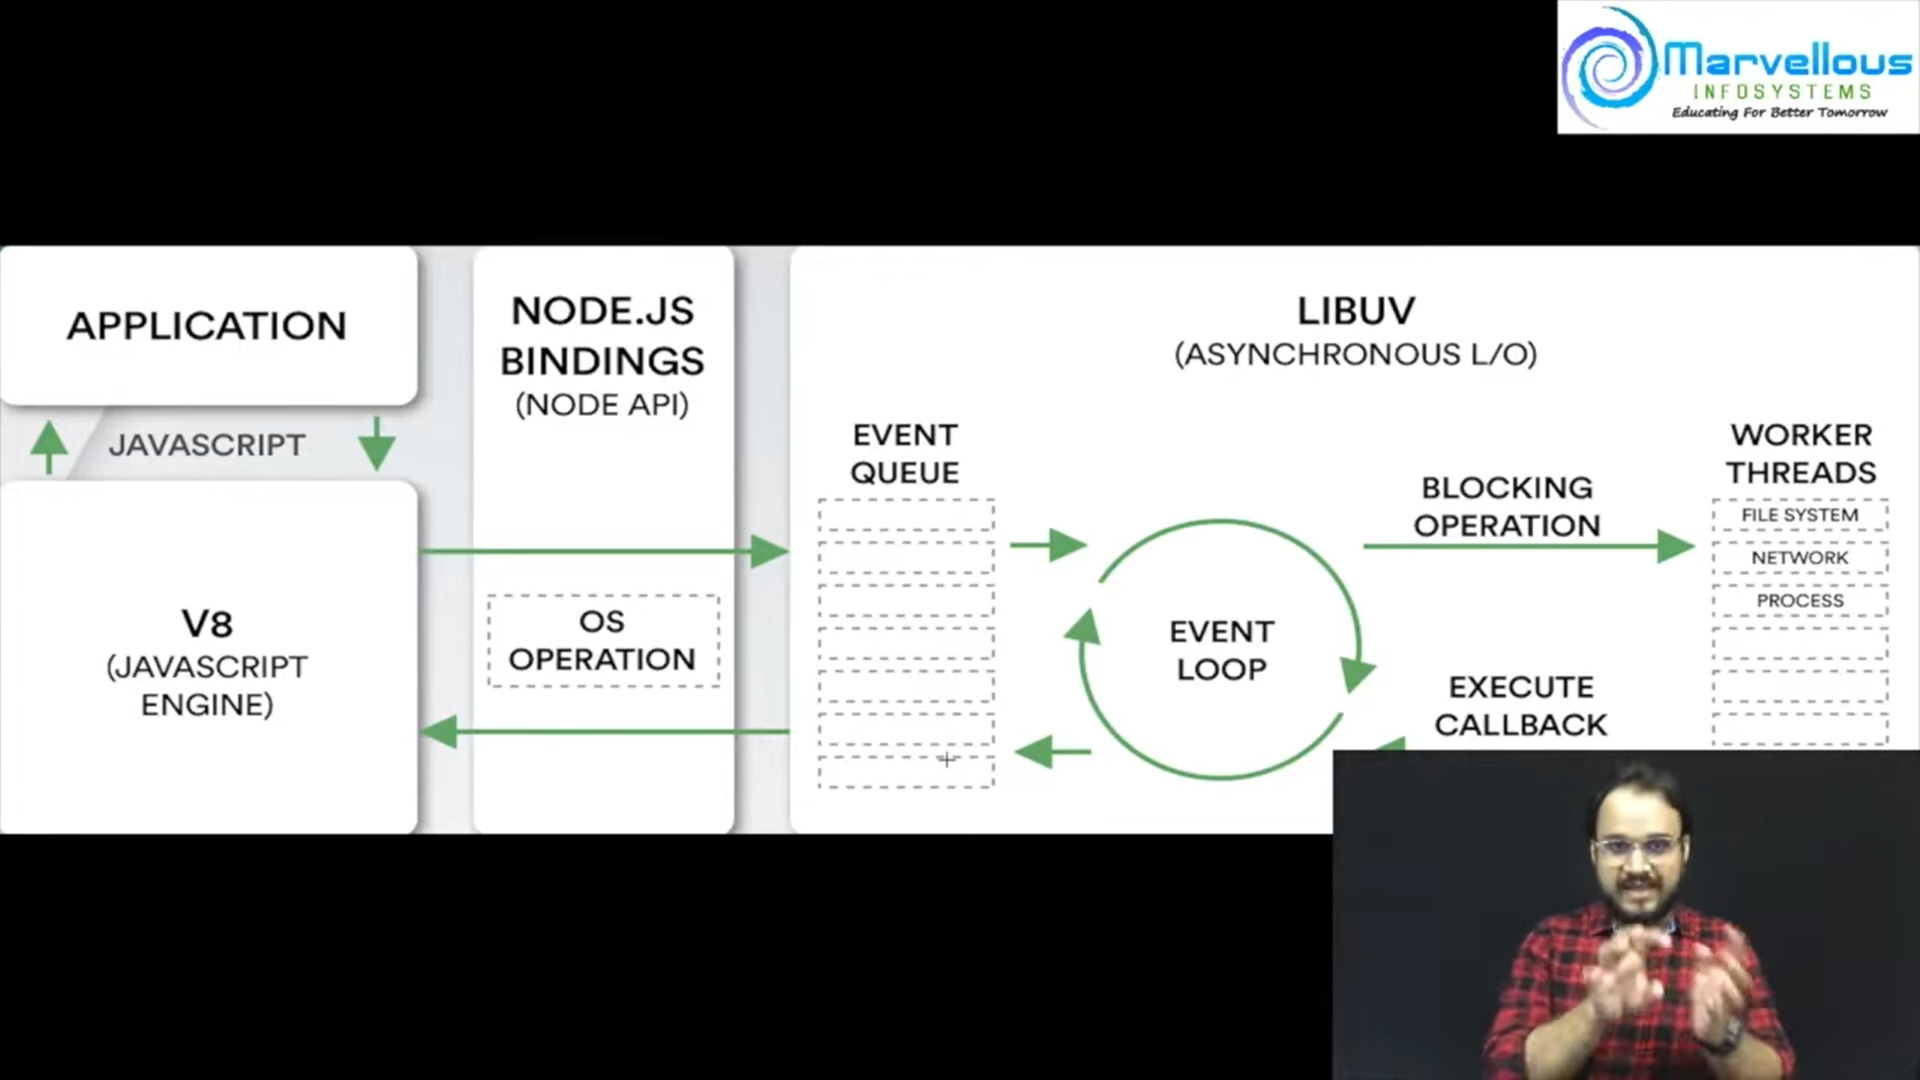 Marvellous
INFOSYSTEMS
Educating For Better Tomorrow
APPLICATION
JAVASCRIPT
V8
(JAVASCRIPT
ENGINE)
NODE.JS
BINDINGS
(NODE API)
OS
OPERATION
LIBUV
(ASYNCHRONOUS L/O)
EVENT
QUEUE
EVENT
LOOP
BLOCKING
OPERATION
EXECUTE
CALLBACK
WORKER
THREADS
FILE SYSTEM
NETWORK
PROCESS